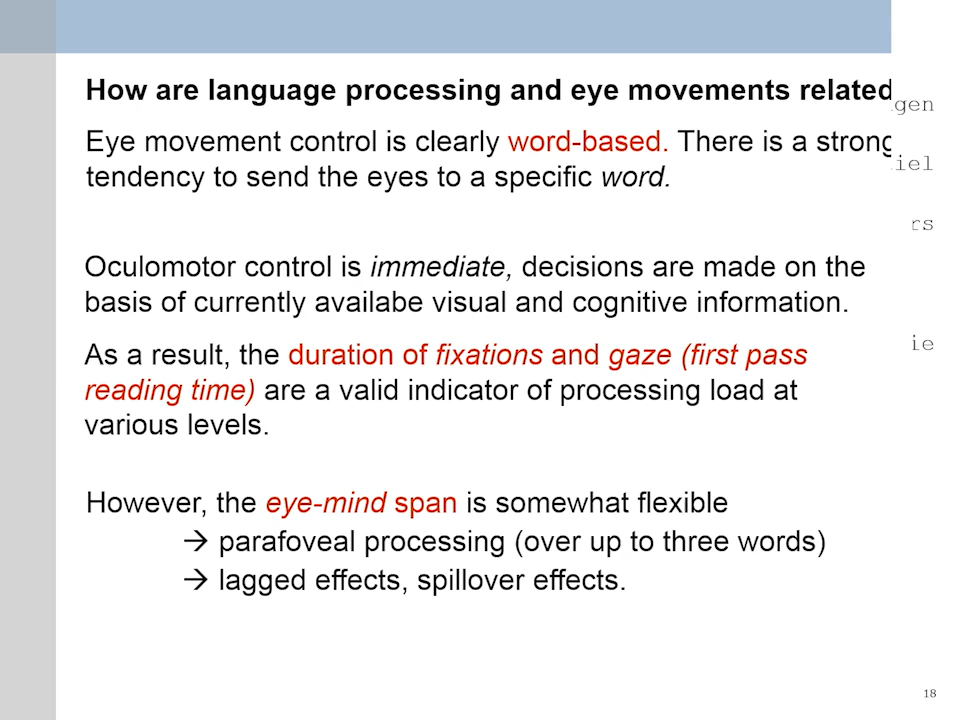 How are language processing and eye movements related
Eye movement control is clearly word-based. There is a strong
tendency to send the eyes to a specific word.
Oculomotor control is immediate, decisions are made on the
basis of currently availabe visual and cognitive information.
As a result, the duration of fixations and gaze (first pass
reading time) are a valid indicator of processing load at
various levels.
However, the eye-mind span is somewhat flexible
→ parafoveal processing (over up to three words)
→ lagged effects, spillover effects.
18